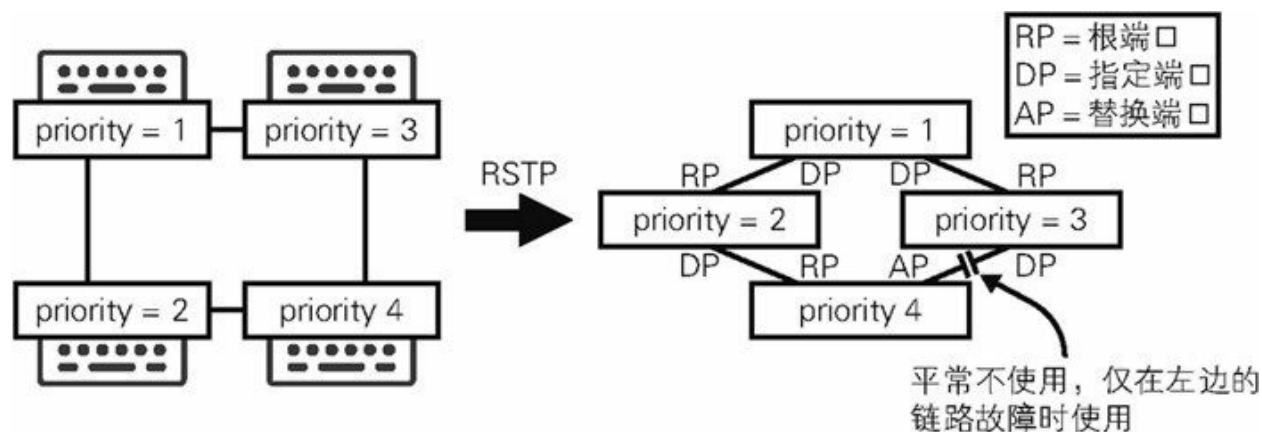 priority = 1
priority = 3
priority = 2
priority 4
RSTP
RP = 根端口
DP = 指定端口
AP = 替换端口
priority = 1
RP DP DP RP
priority = 2
priority = 3
DP RP AP DP
priority 4
平常不使用，仅在左边的
链路故障时使用